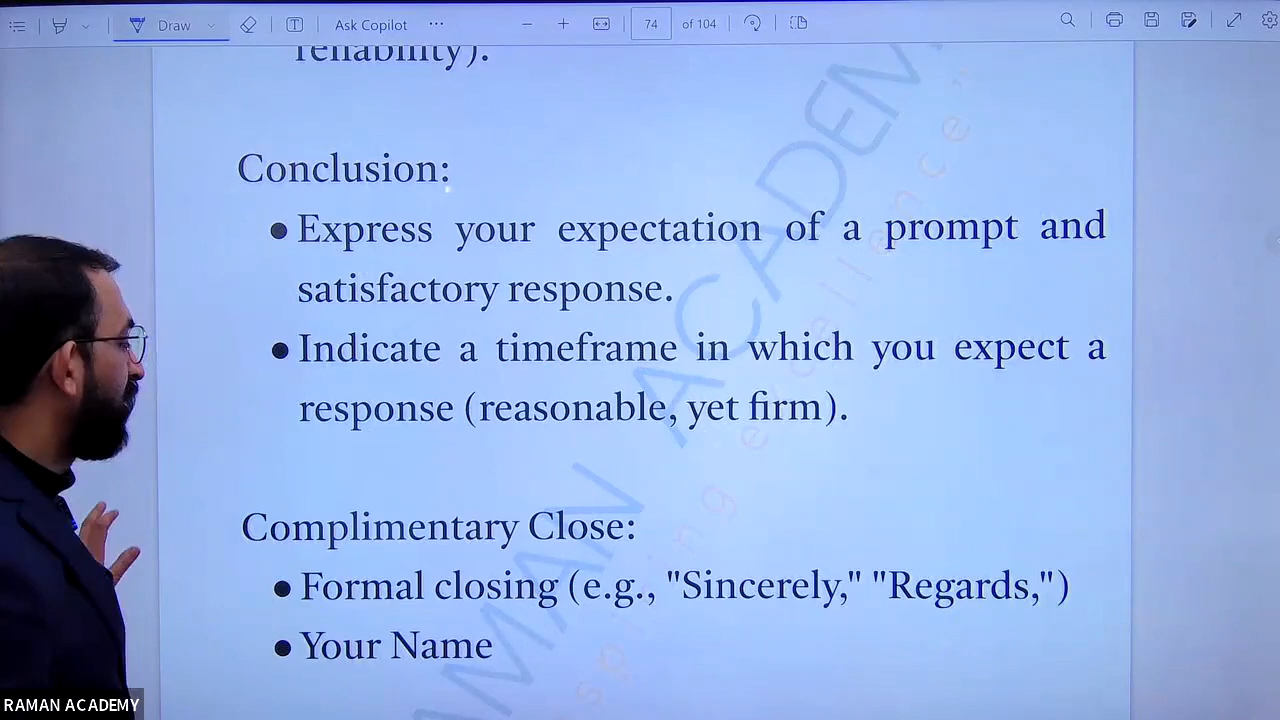 Draw
Ask Copilot
74 of 104
reliability).
Conclusion:
Express your expectation of a prompt and
satisfactory response.
Indicate a timeframe in which you expect a
response (reasonable, yet firm).
Complimentary Close:
Formal closing (e.g., "Sincerely," "Regards,")
Your Name
RAMAN ACADEMY